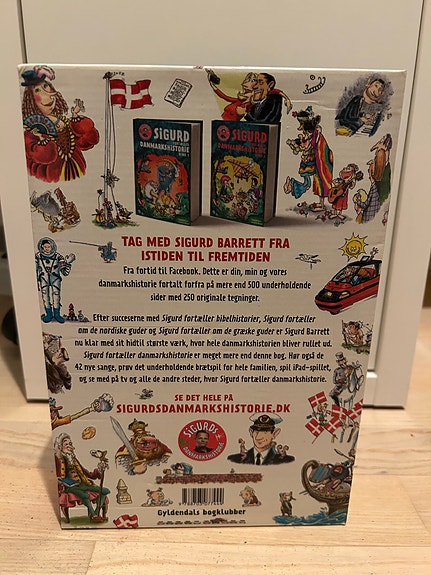 SIGURD
DANMARKSHISTORIE
SIGURD
DANMARKSHISTORIE
TAG MED SIGURD BARRETT FRA
ISTIDEN TIL FREMTIDEN
Fra fortid til Facebook. Dette er din, min og vores
danmarkshistorie fortalt forfra på mere end 500 underholdende
sider med 250 originale tegninger.
Efter succeserne med Sigurd fortæller bibelhistorier, Sigurd fortæller
om de nordiske guder og Sigurd fortæller om de græske guder er Sigurd Barrett
nu klar med sit hidtil største værk, hvor hele danmarkshistorien bliver rullet ud.
Sigurd fortæller danmarkshistorie er meget mere end denne bog. Hør også de
42 nye sange, prøv det underholdende brætspil for hele familien, spil iPad-spillet,
og se med på tv og alle de andre steder, hvor Sigurd fortæller danmarkshistorie.
SE DET HELE PÅ
SIGURDSDANMARKSHISTORIE.DK
SIGURDS
DANMARKSHISTORIE
Gyldendals bogklubber